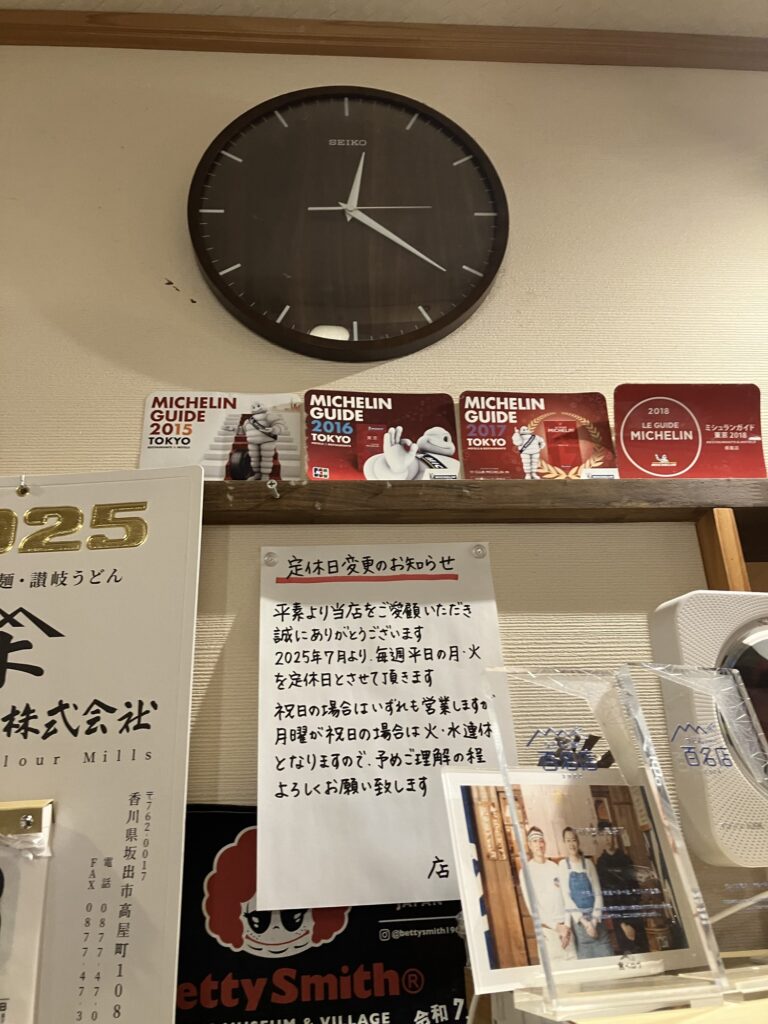 SEIKO
MICHELIN
GUIDE
2015
TOKYO
MICHELIN
GUIDE
2016
TOKYO
MICHELIN
GUIDE
2017
TOKYO
2018
LE GUIDE
MICHELIN
ミシュランガイド
東京 2018
025
麺・讃岐うどん
株式会社
lour Mills
〒762-0017
香川県坂出市高屋町108
電話 0877-47-0
FAX 0877-47-3
定休日変更のお知らせ
平素より当店をご愛顧いただき
誠にありがとうございます
2025年7月より、毎週平日の月・火
を定休日とさせて頂きます
祝日の場合はいずれも営業しますが
月曜が祝日の場合は火・水連休
となりますので、予めご理解の程
よろしくお願い致します
店
百名店
百名店
JAPAN
@bettysmith196
ettySmith®
MUSEUM & VILLAGE
令和7.